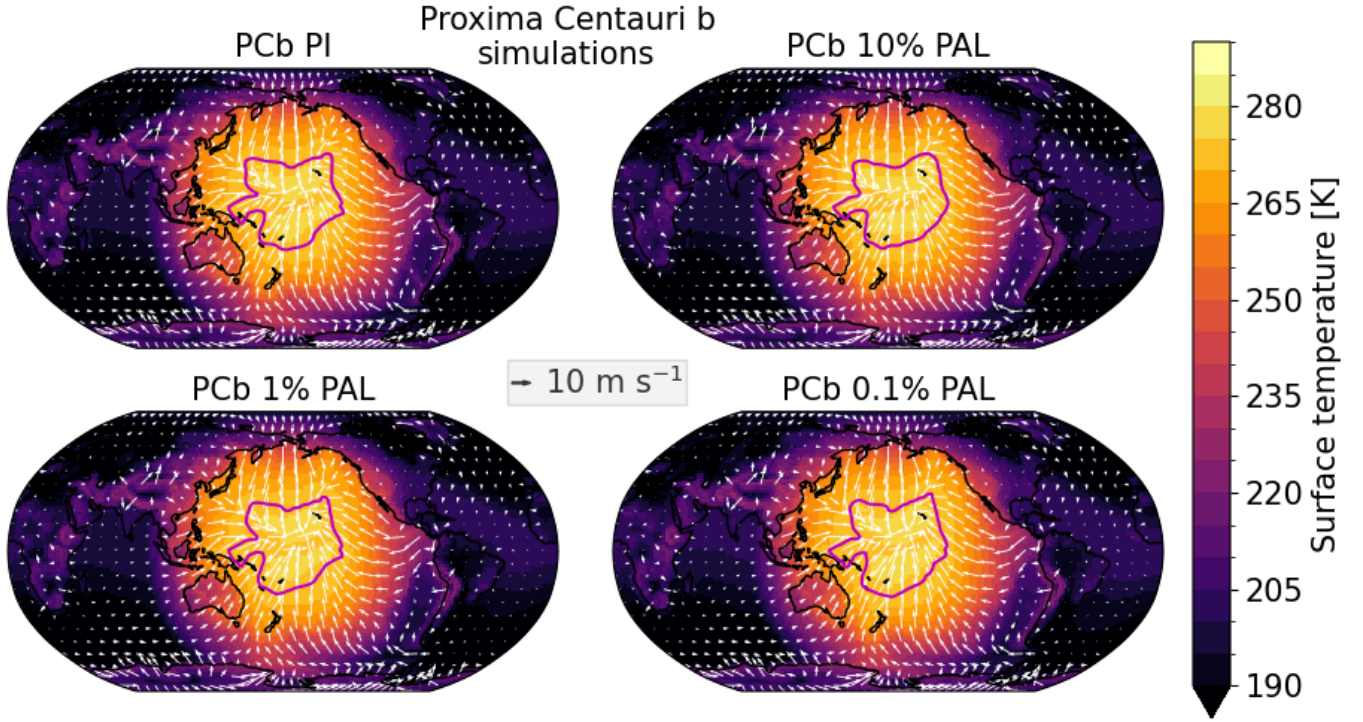 Proxima Centauri b
simulations
PCb PI
PCb 10% PAL
PCb 1% PAL
PCb 0.1% PAL
10 m s⁻¹
280
265
250
235
220
205
190
Surface temperature [K]